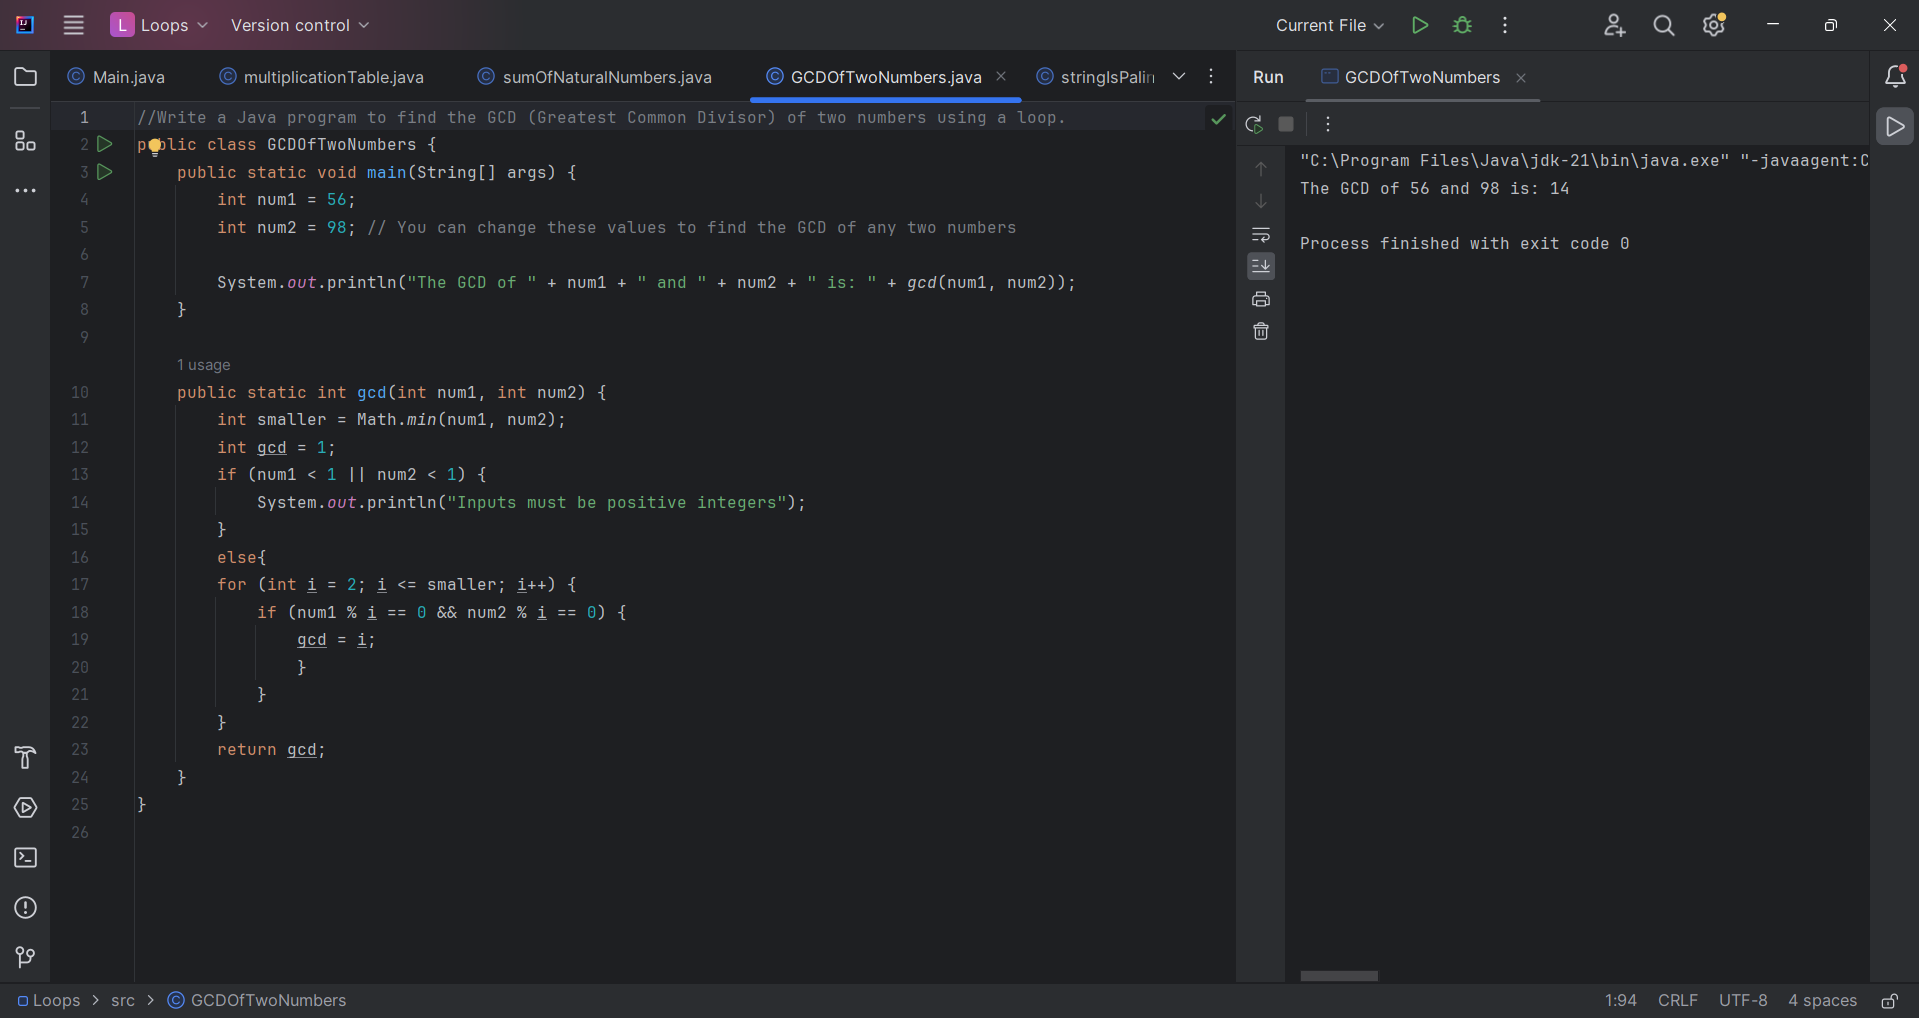 L Loops Version control Current File
Main.java multiplicationTable.java sumOfNaturalNumbers.java GCDOfTwoNumbers.java stringIsPalin Run GCDOfTwoNumbers
1 //Write a Java program to find the GCD (Greatest Common Divisor) of two numbers using a loop.
2 public class GCDOfTwoNumbers {
3 public static void main(String[] args) {
4 int num1 = 56;
5 int num2 = 98; // You can change these values to find the GCD of any two numbers
6
7 System.out.println("The GCD of " + num1 + " and " + num2 + " is: " + gcd(num1, num2));
8 }
9
1 usage
10 public static int gcd(int num1, int num2) {
11 int smaller = Math.min(num1, num2);
12 int gcd = 1;
13 if (num1 < 1 || num2 < 1) {
14 System.out.println("Inputs must be positive integers");
15 }
16 else{
17 for (int i = 2; i <= smaller; i++) {
18 if (num1 % i == 0 && num2 % i == 0) {
19 gcd = i;
20 }
21 }
22 }
23 return gcd;
24 }
25 }
26
"C:\Program Files\Java\jdk-21\bin\java.exe" "-javaagent:C
The GCD of 56 and 98 is: 14
Process finished with exit code 0
Loops > src > GCDOfTwoNumbers 1:94 CRLF UTF-8 4 spaces